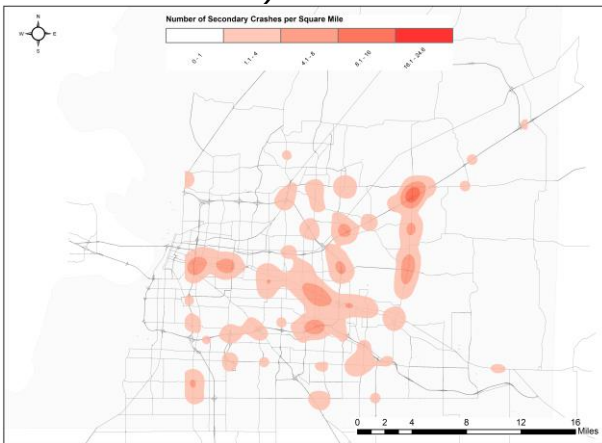 Number of Secondary Crashes per Square Mile
N
W E
S
0 - 1
1.1 - 4
4.1 - 8
8.1 - 16
16.1 - 24.6
0 2 4 8 12 16
Miles